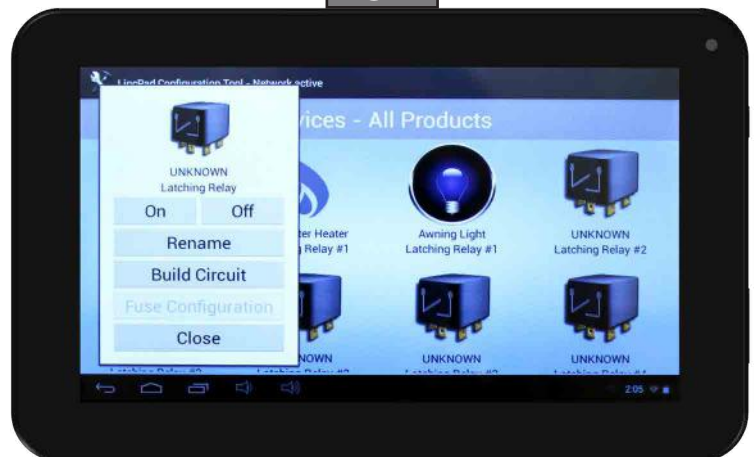 LincPad Configuration Tool - Network active
vices - All Products
UNKNOWN
Latching Relay
On
Off
Rename
Build Circuit
Fuse Configuration
Close
ter Heater
Relay #1
Awning Light
Latching Relay #1
UNKNOWN
Latching Relay #2
NOWN
UNKNOWN
UNKNOWN
2:05